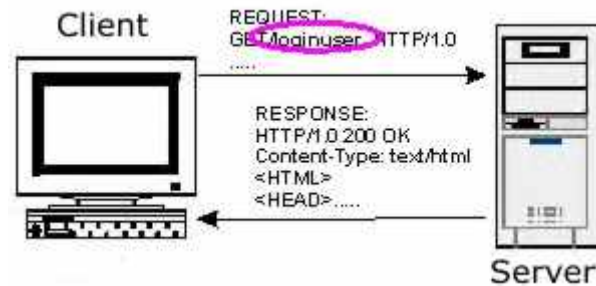 Client
REQUEST:
GET/loginuser HTTP/1.0
.....
RESPONSE:
HTTP/1.0 200 OK
Content-Type: text/html
<HTML>
<HEAD>.....
Server